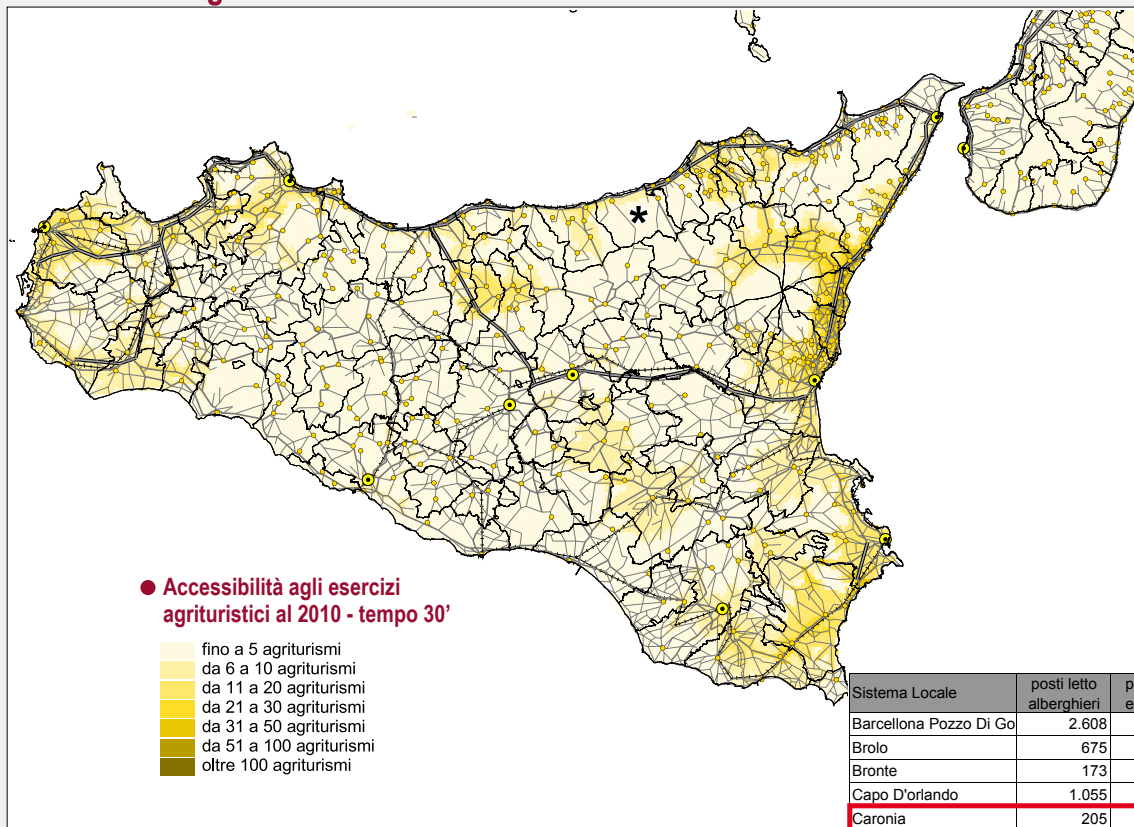 ● Accessibilità agli esercizi
agrituristici al 2010 - tempo 30'
fino a 5 agriturismi
da 6 a 10 agriturismi
da 11 a 20 agriturismi
da 21 a 30 agriturismi
da 31 a 50 agriturismi
da 51 a 100 agriturismi
oltre 100 agriturismi
*
Sistema Locale posti letto alberghieri
Barcellona Pozzo Di Go 2.608
Brolo 675
Bronte 173
Capo D'orlando 1.055
Caronia 205